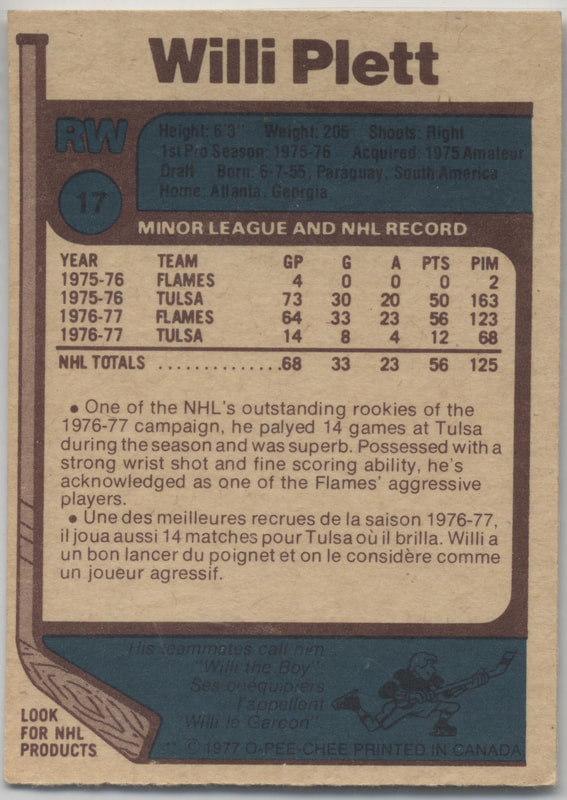 Willi Plett
RW
Height: 6'3" Weight: 205 Shoots: Right
1st Pro Season: 1975-76 Acquired: 1975 Amateur
Draft Born: 6-7-55, Paraguay, South America
Home: Atlanta, Georgia
17
MINOR LEAGUE AND NHL RECORD
YEAR TEAM GP G A PTS PIM
1975-76 FLAMES 4 0 0 0 2
1975-76 TULSA 73 30 20 50 163
1976-77 FLAMES 64 33 23 56 123
1976-77 TULSA 14 8 4 12 68
NHL TOTALS ..............68 33 23 56 125
• One of the NHL's outstanding rookies of the
1976-77 campaign, he palyed 14 games at Tulsa
during the season and was superb. Possessed with a
strong wrist shot and fine scoring ability, he's
acknowledged as one of the Flames' aggressive
players.
• Une des meilleures recrues de la saison 1976-77,
il joua aussi 14 matches pour Tulsa où il brilla. Willi a
un bon lancer du poignet et on le considère comme
un joueur agressif.
His teammates call him
"Willi the Boy".
Ses coéquipiers
l'appellent
"Willi le Garçon".
LOOK
FOR NHL
PRODUCTS
** © 1977 O-PEE-CHEE PRINTED IN CANADA